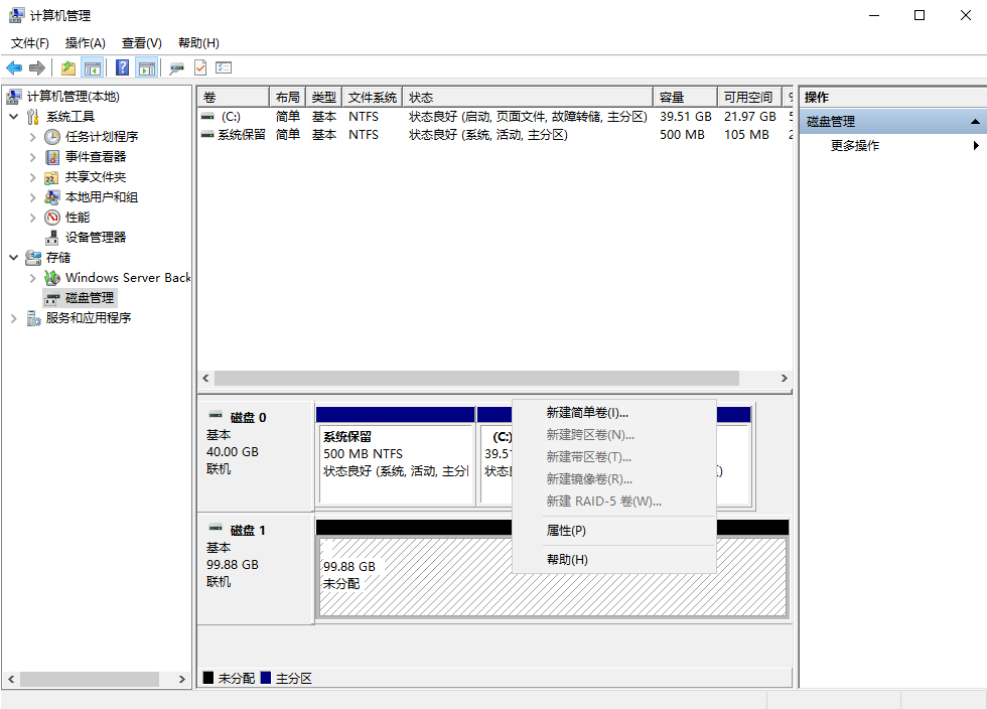 计算机管理
文件(F) 操作(A) 查看(V) 帮助(H)
计算机管理(本地)
系统工具
任务计划程序
事件查看器
共享文件夹
本地用户和组
性能
设备管理器
存储
Windows Server Back
磁盘管理
服务和应用程序
卷 布局 类型 文件系统 状态 容量 可用空间
(C:) 简单 基本 NTFS 状态良好 (启动, 页面文件, 故障转储, 主分区) 39.51 GB 21.97 GB
系统保留 简单 基本 NTFS 状态良好 (系统, 活动, 主分区) 500 MB 105 MB
磁盘 0
基本
40.00 GB
联机
系统保留
500 MB NTFS
状态良好 (系统, 活动, 主分
(C:)
39.5
状态
磁盘 1
基本
99.88 GB
联机
99.88 GB
未分配
新建简单卷(I)...
新建跨区卷(N)...
新建带区卷(T)...
新建镜像卷(R)...
新建 RAID-5 卷(W)...
属性(P)
帮助(H)
未分配 主分区
操作
磁盘管理
更多操作